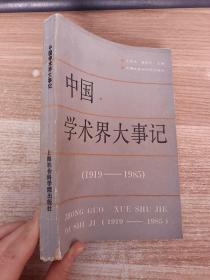 中国
学术界大事记
(1919——1985)
ZHONG GUO XUE SHU JIE
DA SHI JI (1919—1985)
中国学术界大事记
上海社会科学院出版社